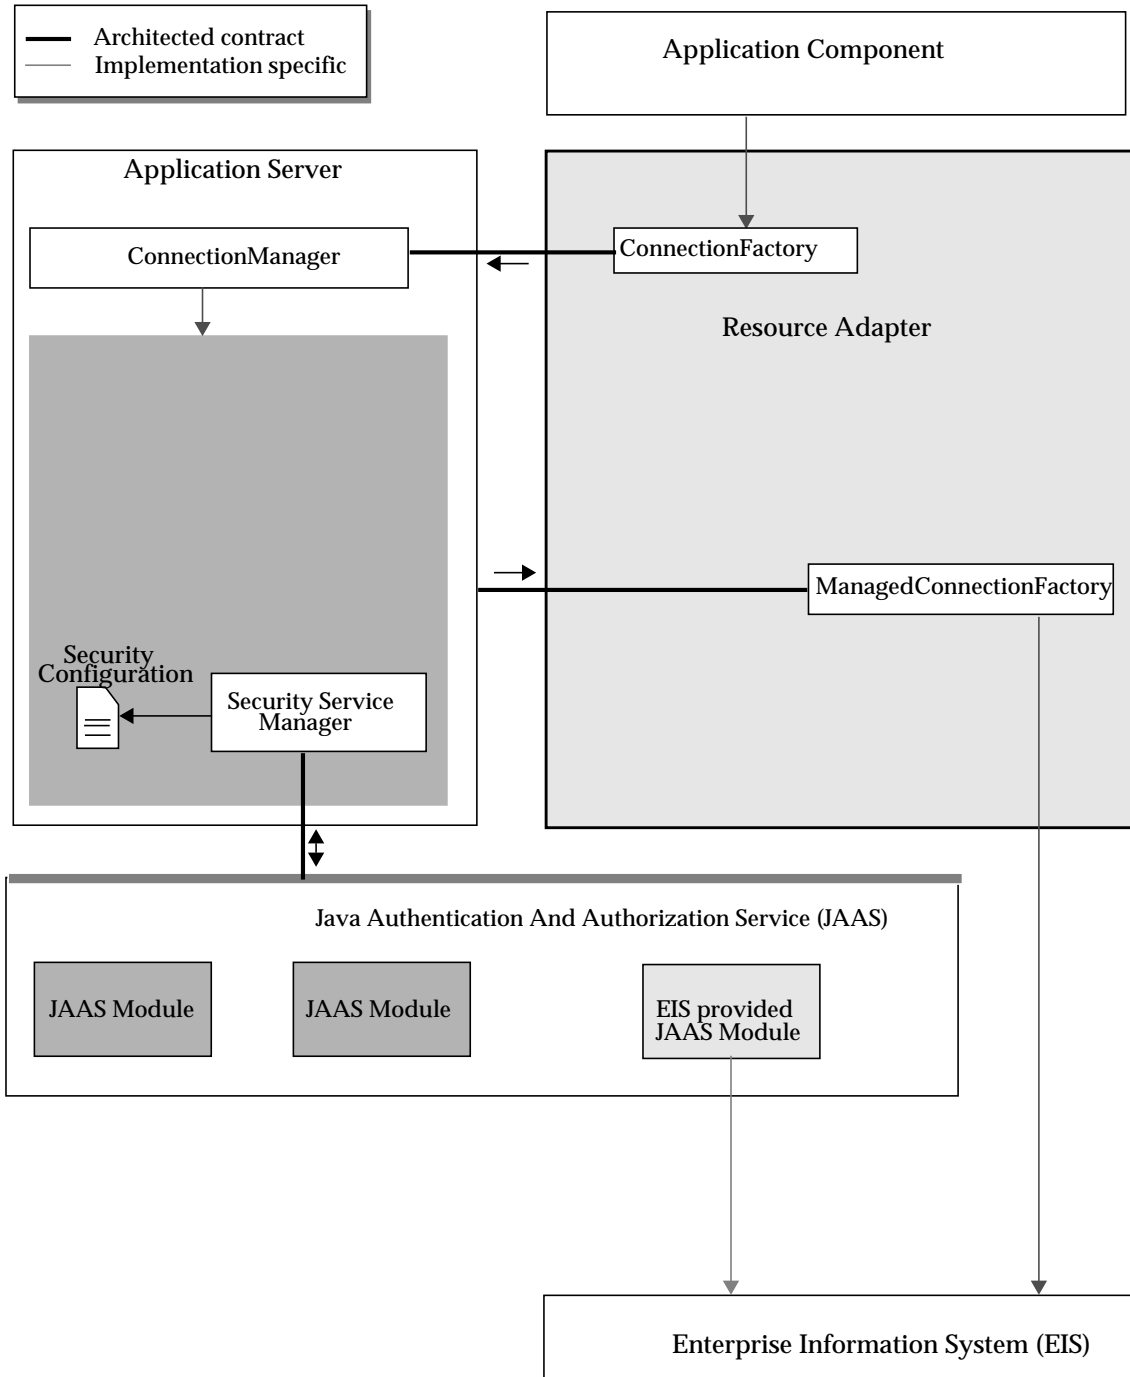 Architected contract
Implementation specific
Application Component
Application Server
ConnectionManager
ConnectionFactory
Resource Adapter
ManagedConnectionFactory
Security
Configuration
Security Service
Manager
Java Authentication And Authorization Service (JAAS)
JAAS Module
JAAS Module
EIS provided
JAAS Module
Enterprise Information System (EIS)